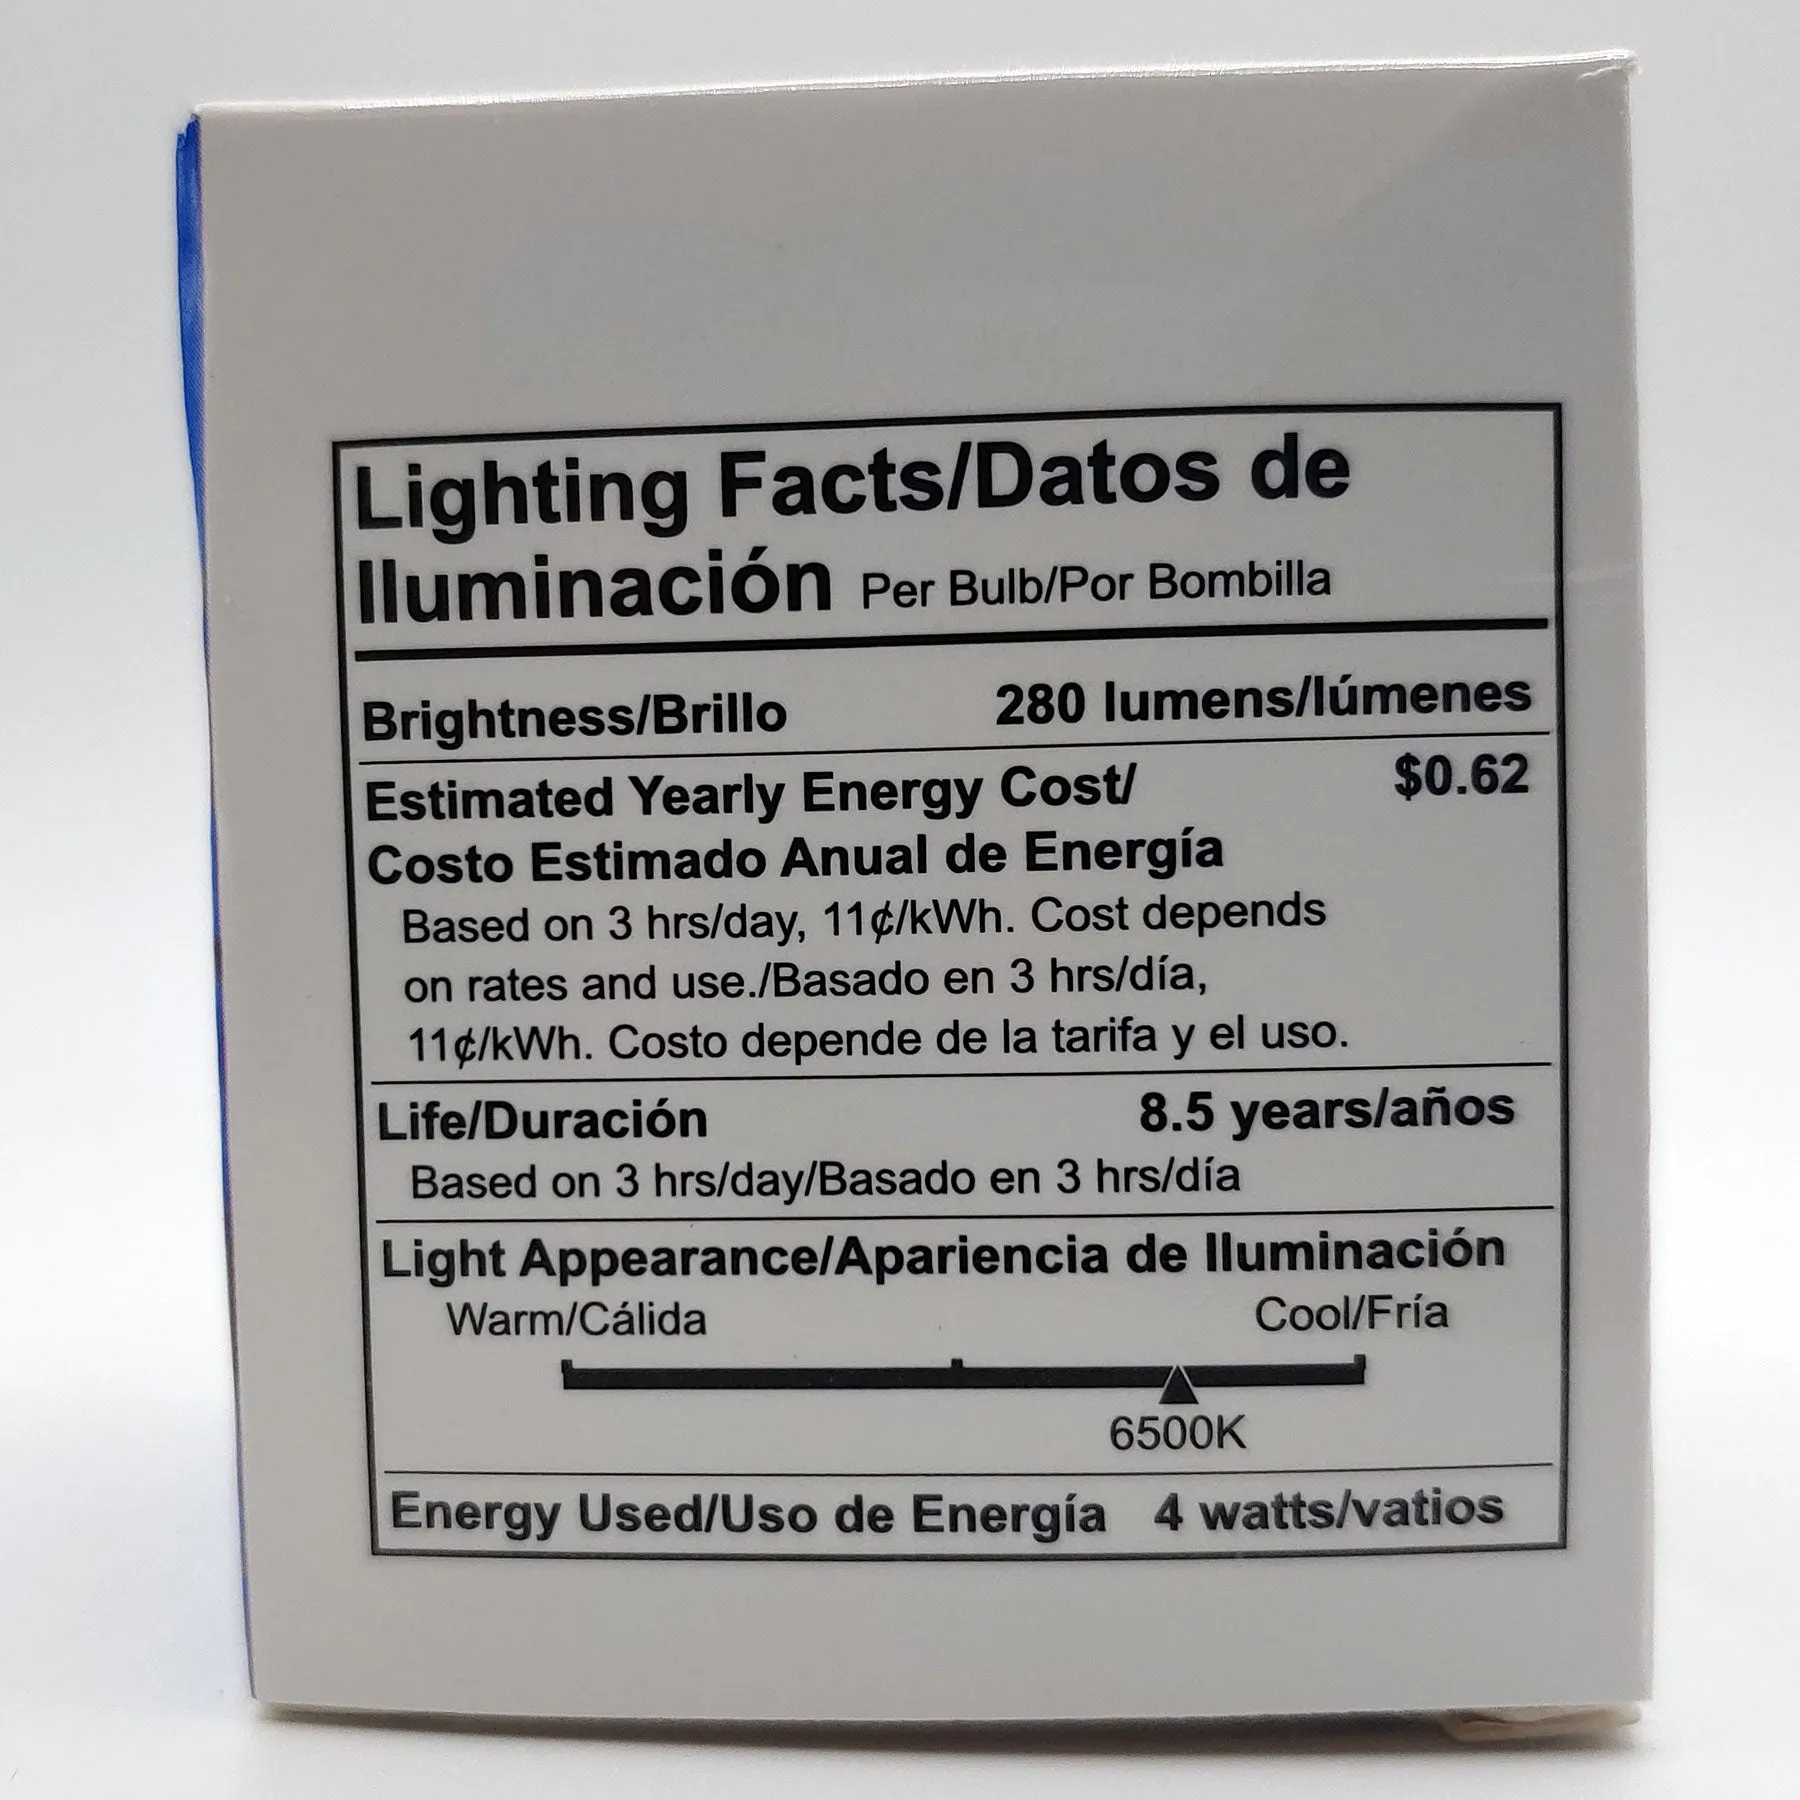 Lighting Facts/Datos de
Iluminación Per Bulb/Por Bombilla
Brightness/Brillo 280 lumens/lúmenes
Estimated Yearly Energy Cost/ $0.62
Costo Estimado Anual de Energía
Based on 3 hrs/day, 11¢/kWh. Cost depends
on rates and use./Basado en 3 hrs/día,
11¢/kWh. Costo depende de la tarifa y el uso.
Life/Duración 8.5 years/años
Based on 3 hrs/day/Basado en 3 hrs/día
Light Appearance/Apariencia de Iluminación
Warm/Cálida Cool/Fría
6500K
Energy Used/Uso de Energía 4 watts/vatios